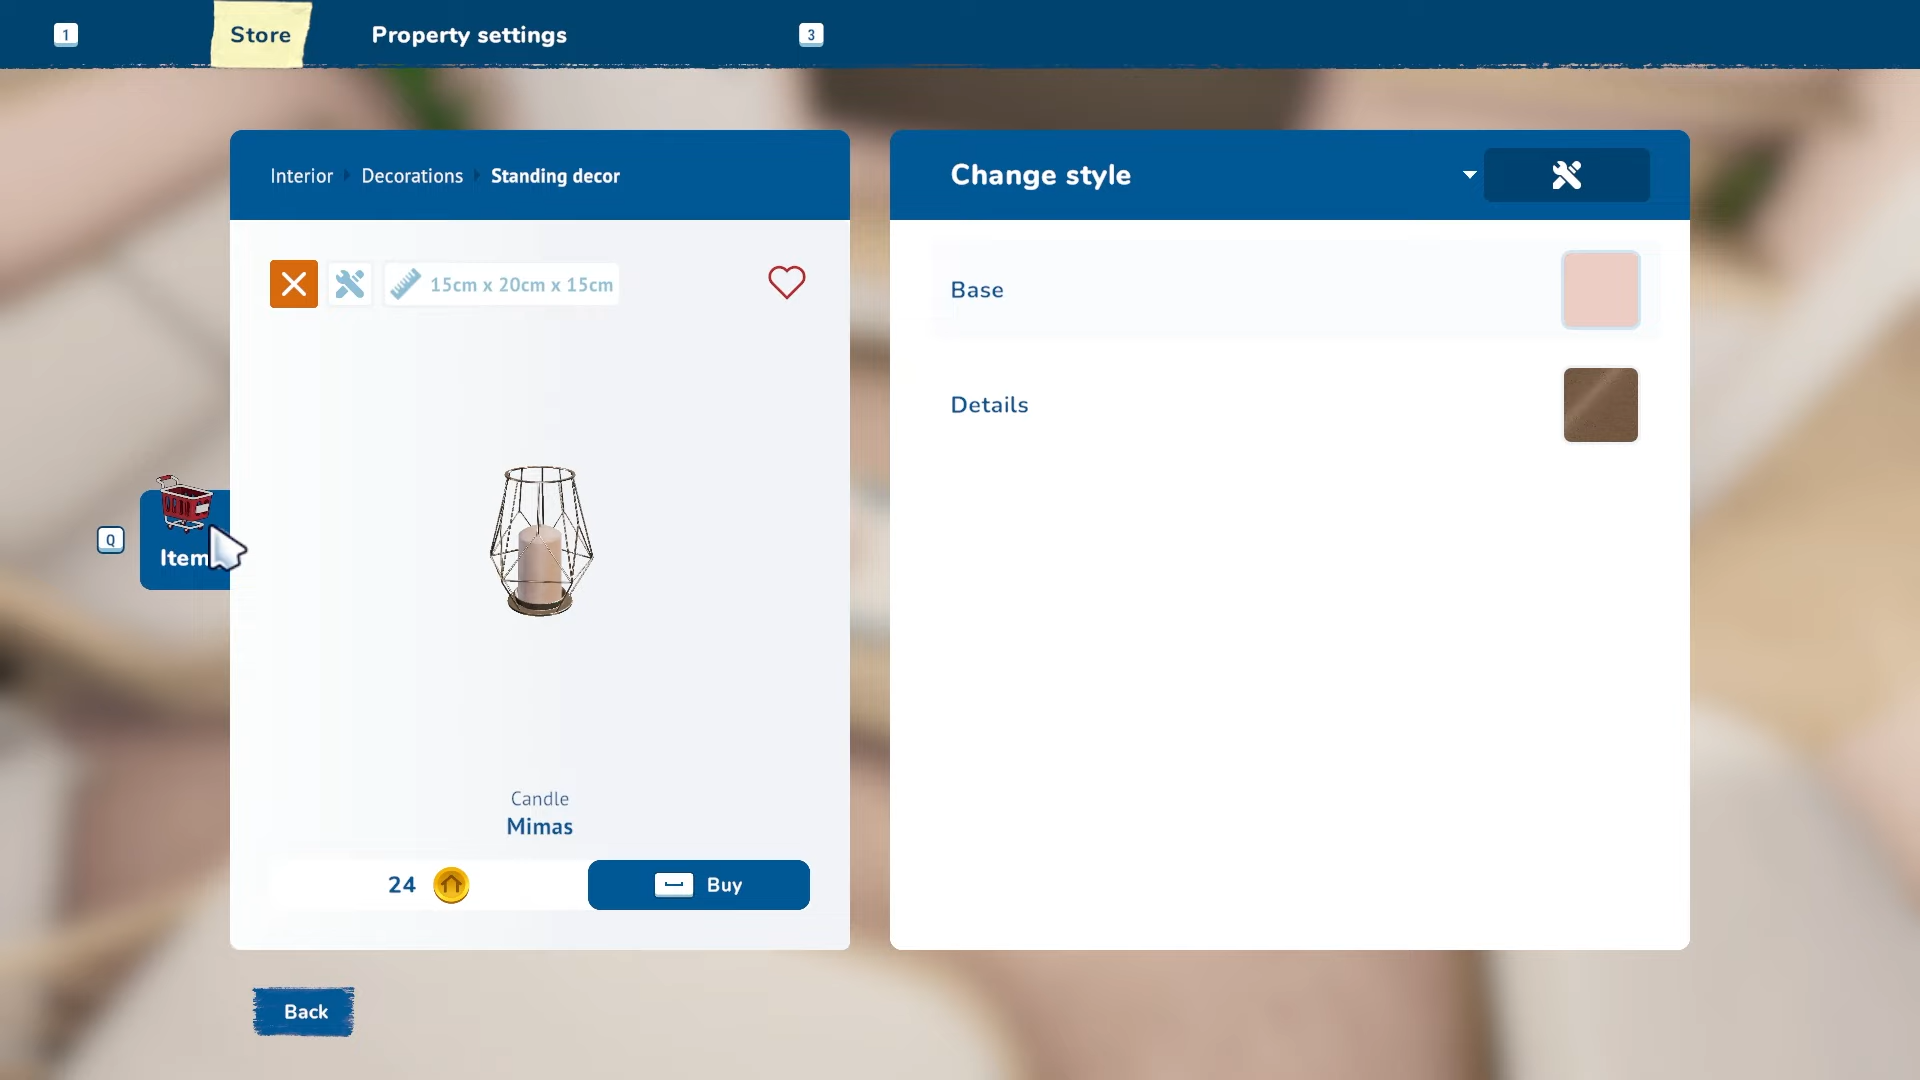 1
Store
Property settings
3
Interior Decorations Standing decor
15cm x 20cm x 15cm
Change style
Base
Details
Q
Item
Candle
Mimas
24
Buy
Back